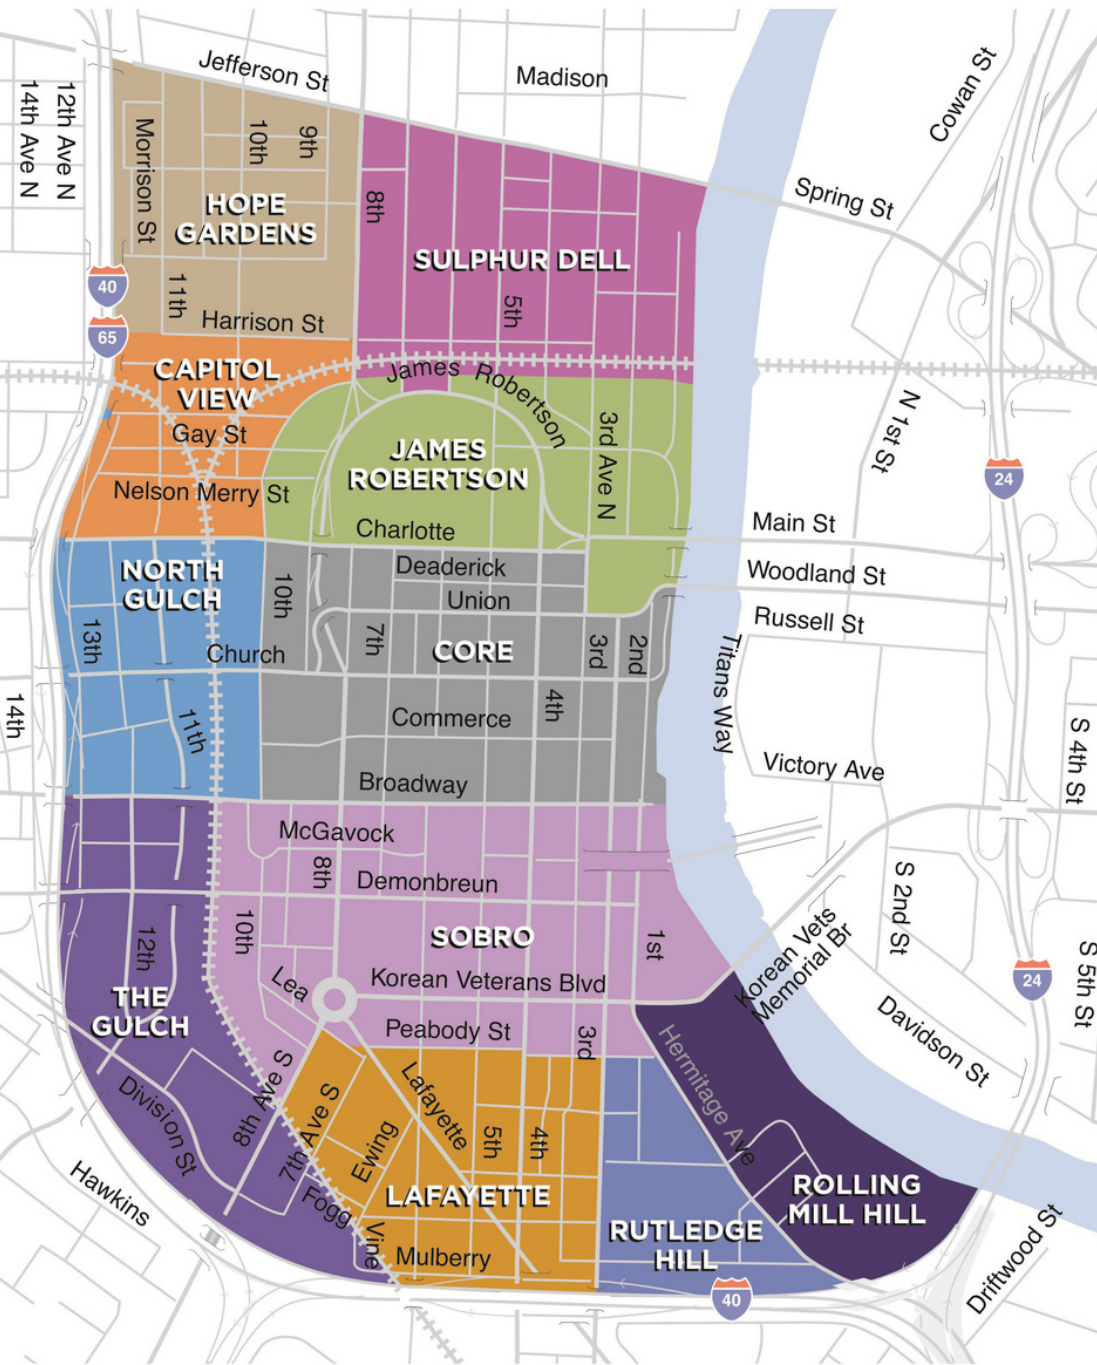 Jefferson St
Madison
Cowan St
14th Ave N
12th Ave N
Morrison St
10th
9th
8th
HOPE
GARDENS
Spring St
SULPHUR DELL
40
65
11th
Harrison St
5th
CAPITOL
VIEW
James Robertson
Gay St
JAMES
ROBERTSON
3rd Ave N
N 1st St
24
Nelson Merry St
Charlotte
Main St
NORTH
GULCH
Deaderick
Woodland St
10th
Union
Russell St
13th
Church
7th
CORE
3rd
2nd
Titans Way
14th
11th
Commerce
4th
S 4th St
Broadway
Victory Ave
McGavock
8th
Demonbreun
S 2nd St
12th
10th
SOBRO
1st
Korean Vets
Memorial Br
Lea
Korean Veterans Blvd
24
S 5th St
THE
GULCH
Peabody St
3rd
Davidson St
Hermitage Ave
Division St
8th Ave S
7th Ave S
Lafayette
Ewing
5th
4th
Hawkins
Fogg
LAFAYETTE
ROLLING
MILL HILL
Vine
Mulberry
RUTLEDGE
HILL
40
Driftwood St